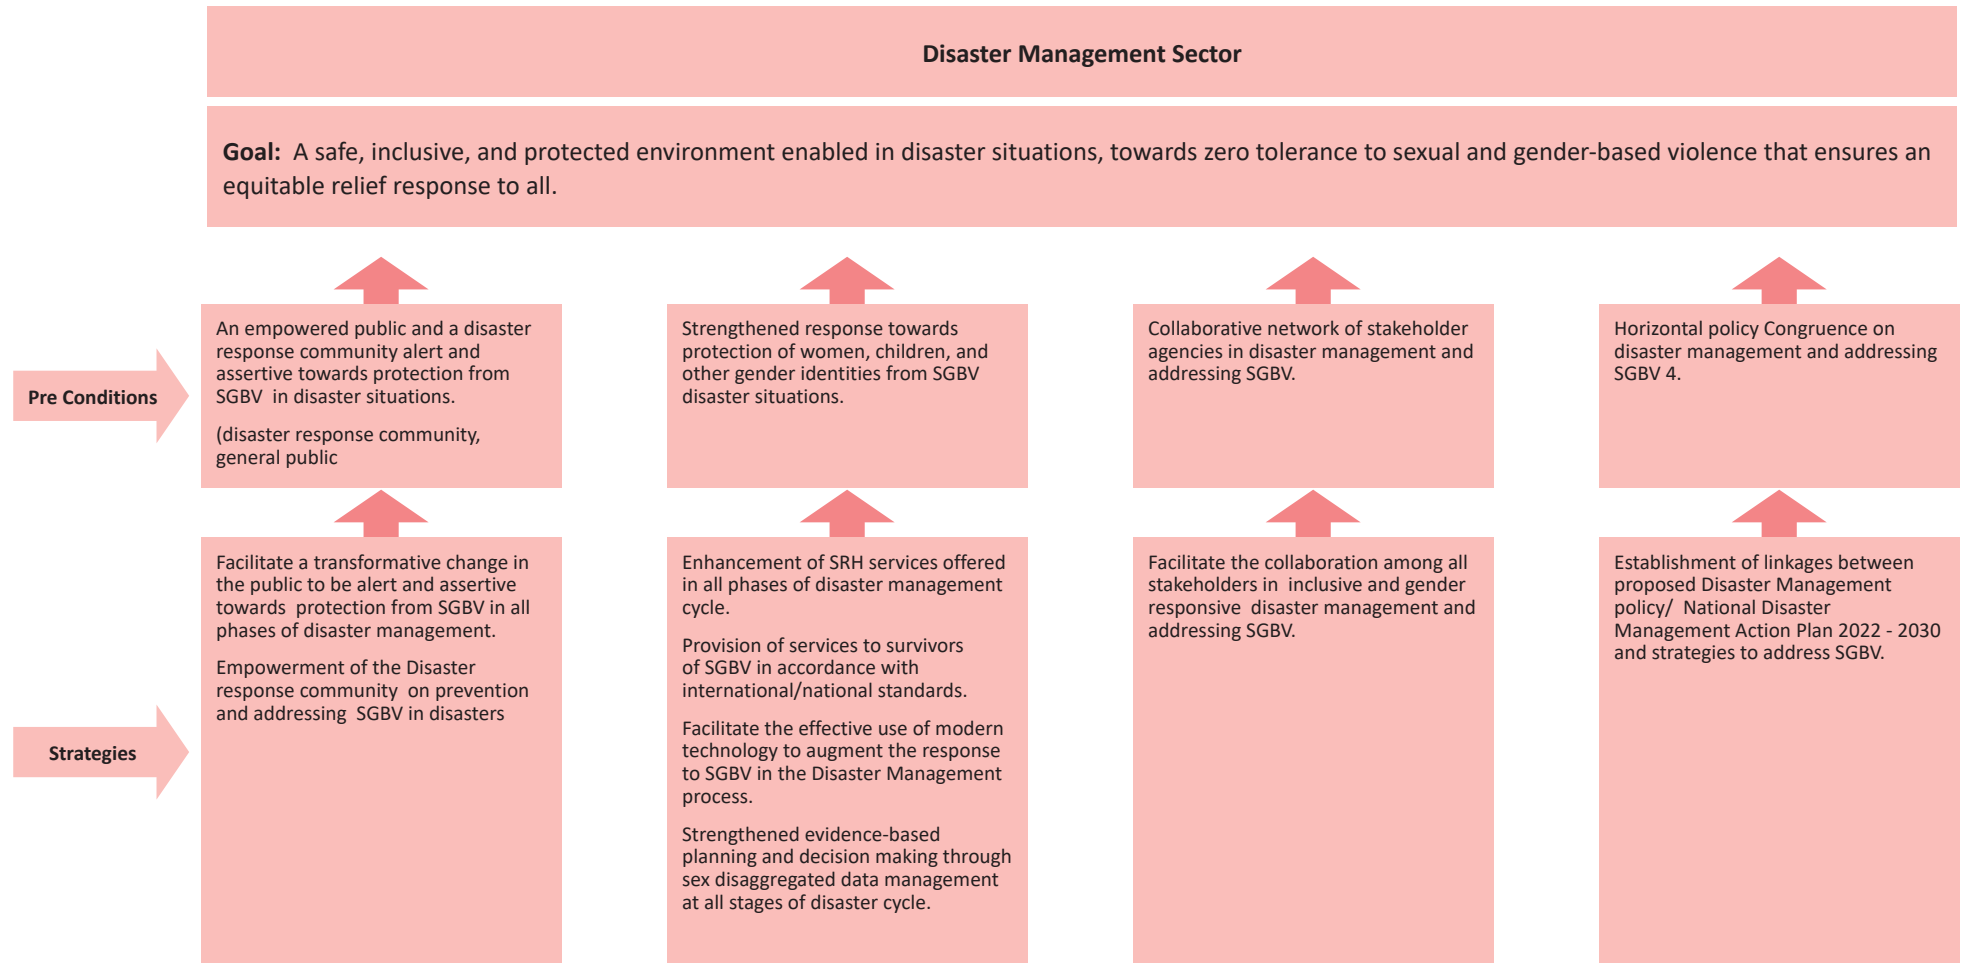 Disaster Management Sector
Goal: A safe, inclusive, and protected environment enabled in disaster situations, towards zero tolerance to sexual and gender-based violence that ensures an
equitable relief response to all.
Pre Conditions
An empowered public and a disaster
response community alert and
assertive towards protection from
SGBV in disaster situations.
(disaster response community,
general public
Strengthened response towards
protection of women, children, and
other gender identities from SGBV
disaster situations.
Collaborative network of stakeholder
agencies in disaster management and
addressing SGBV.
Horizontal policy Congruence on
disaster management and addressing
SGBV 4.
Strategies
Facilitate a transformative change in
the public to be alert and assertive
towards protection from SGBV in all
phases of disaster management.
Empowerment of the Disaster
response community on prevention
and addressing SGBV in disasters
Enhancement of SRH services offered
in all phases of disaster management
cycle.
Provision of services to survivors
of SGBV in accordance with
international/national standards.
Facilitate the effective use of modern
technology to augment the response
to SGBV in the Disaster Management
process.
Strengthened evidence-based
planning and decision making through
sex disaggregated data management
at all stages of disaster cycle.
Facilitate the collaboration among all
stakeholders in inclusive and gender
responsive disaster management and
addressing SGBV.
Establishment of linkages between
proposed Disaster Management
policy/ National Disaster
Management Action Plan 2022 - 2030
and strategies to address SGBV.